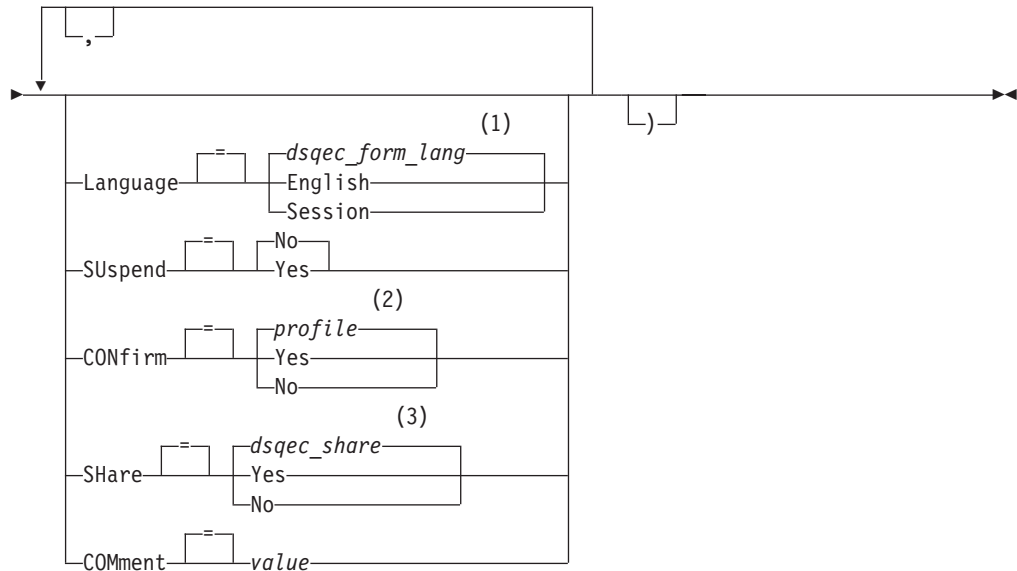 ,
)
(1)
= dsqec_form_lang
Language English
Session
= No
SUspend Yes
(2)
= profile
CONfirm Yes
No
(3)
= dsqec_share
SHare Yes
No
=
COMment value